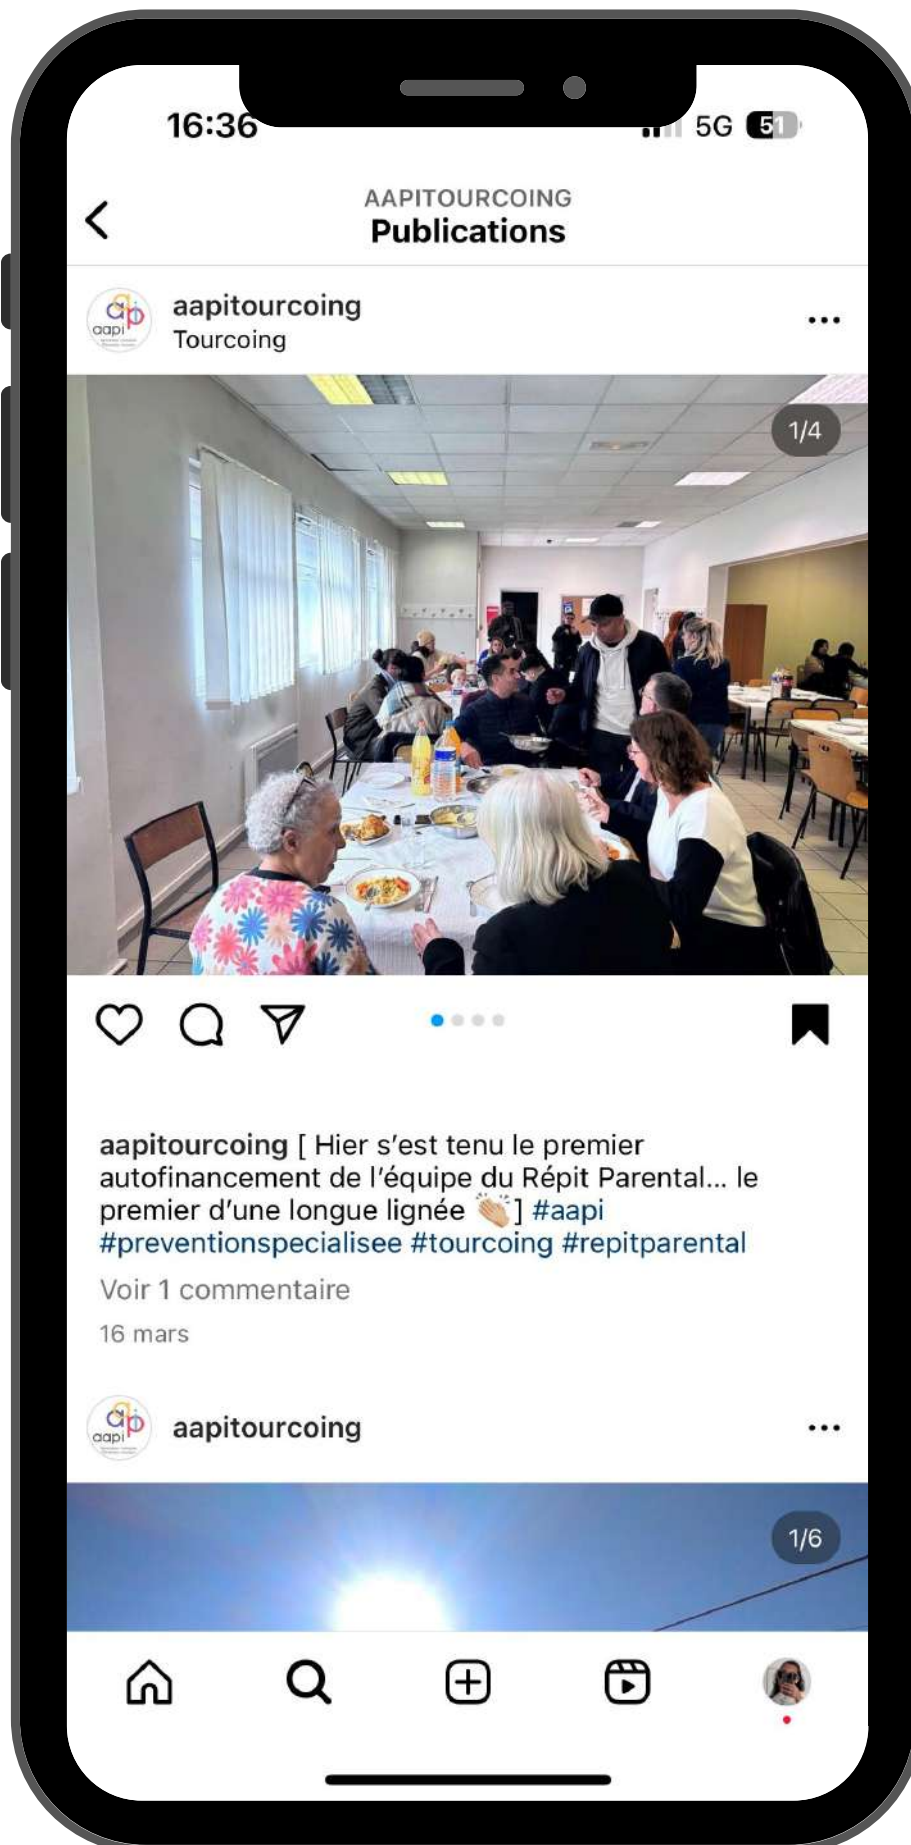 16:36
5G 51
AAPITOURCOING
Publications
aapi
aapitourcoing
Tourcoing
1/4
aapitourcoing [ Hier s’est tenu le premier
autofinancement de l’équipe du Répit Parental... le
premier d’une longue lignée 👏🏼] #aapi
#preventionspecialisee #tourcoing #repitparental
Voir 1 commentaire
16 mars
aapi
aapitourcoing
1/6